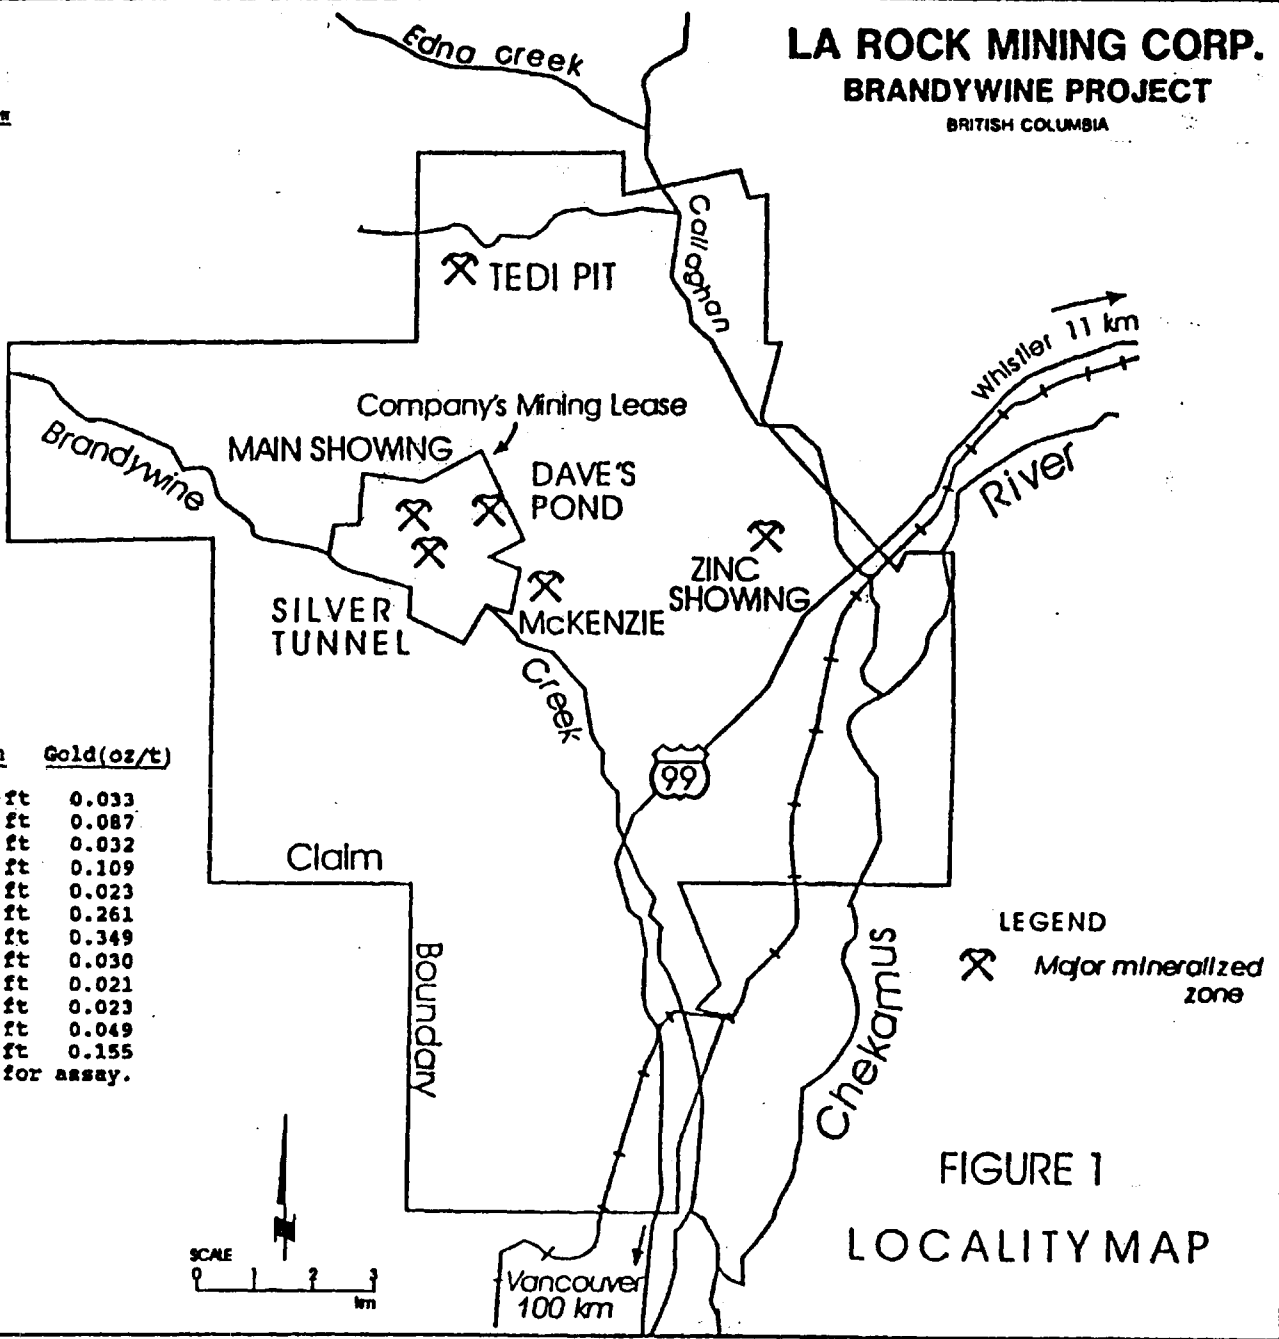 LA ROCK MINING CORP.
BRANDYWINE PROJECT
BRITISH COLUMBIA
Edna creek
Callaghan
TEDI PIT
Whistler 11 km
Company's Mining Lease
Brandywine
MAIN SHOWING
DAVE'S
POND
River
ZINC
SHOWING
SILVER
TUNNEL
McKENZIE
Creek
99
Gold(oz/t)
ft 0.033
ft 0.087
ft 0.032
ft 0.109
ft 0.023
ft 0.261
ft 0.349
ft 0.030
ft 0.021
ft 0.023
ft 0.049
ft 0.155
for assay.
Claim
Boundary
Chekamus
LEGEND
Major mineralized
zone
FIGURE 1
LOCALITY MAP
N
SCALE
0 1 2 3
km
Vancouver
100 km